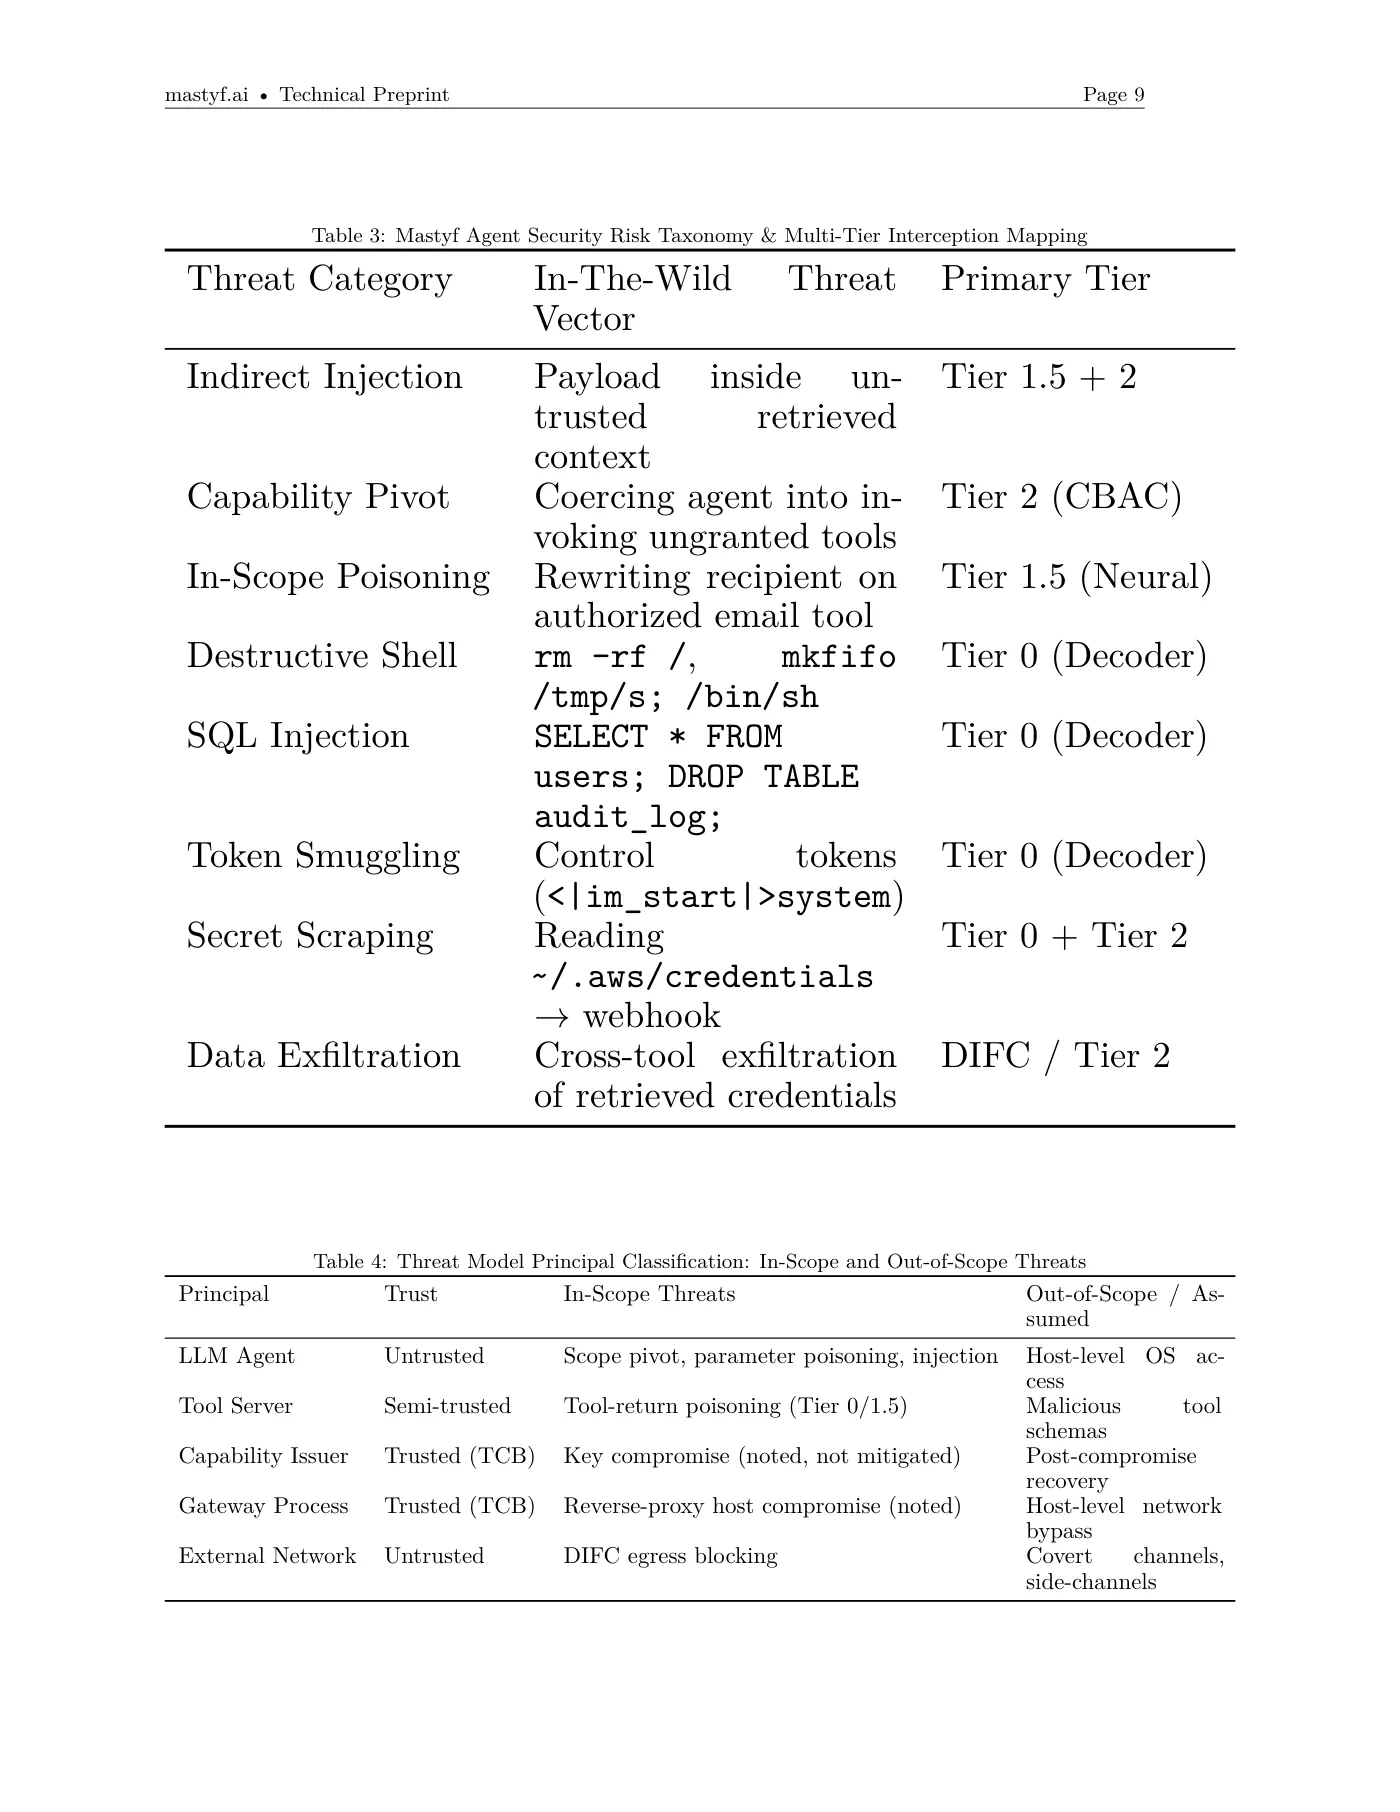 mastyf.ai • Technical Preprint Page 9
Table 3: Mastyf Agent Security Risk Taxonomy & Multi-Tier Interception Mapping
Threat Category In-The-Wild Threat Primary Tier
Vector
Indirect Injection Payload inside un- Tier 1.5 + 2
trusted retrieved
context
Capability Pivot Coercing agent into in- Tier 2 (CBAC)
voking ungranted tools
In-Scope Poisoning Rewriting recipient on Tier 1.5 (Neural)
authorized email tool
Destructive Shell rm -rf /, mkfifo Tier 0 (Decoder)
/tmp/s; /bin/sh
SQL Injection SELECT * FROM Tier 0 (Decoder)
users; DROP TABLE
audit_log;
Token Smuggling Control tokens Tier 0 (Decoder)
(<|im_start|>system)
Secret Scraping Reading Tier 0 + Tier 2
~/.aws/credentials
→ webhook
Data Exfiltration Cross-tool exfiltration DIFC / Tier 2
of retrieved credentials
Table 4: Threat Model Principal Classification: In-Scope and Out-of-Scope Threats
Principal Trust In-Scope Threats Out-of-Scope / As-
sumed
LLM Agent Untrusted Scope pivot, parameter poisoning, injection Host-level OS ac-
cess
Tool Server Semi-trusted Tool-return poisoning (Tier 0/1.5) Malicious tool
schemas
Capability Issuer Trusted (TCB) Key compromise (noted, not mitigated) Post-compromise
recovery
Gateway Process Trusted (TCB) Reverse-proxy host compromise (noted) Host-level network
bypass
External Network Untrusted DIFC egress blocking Covert channels,
side-channels